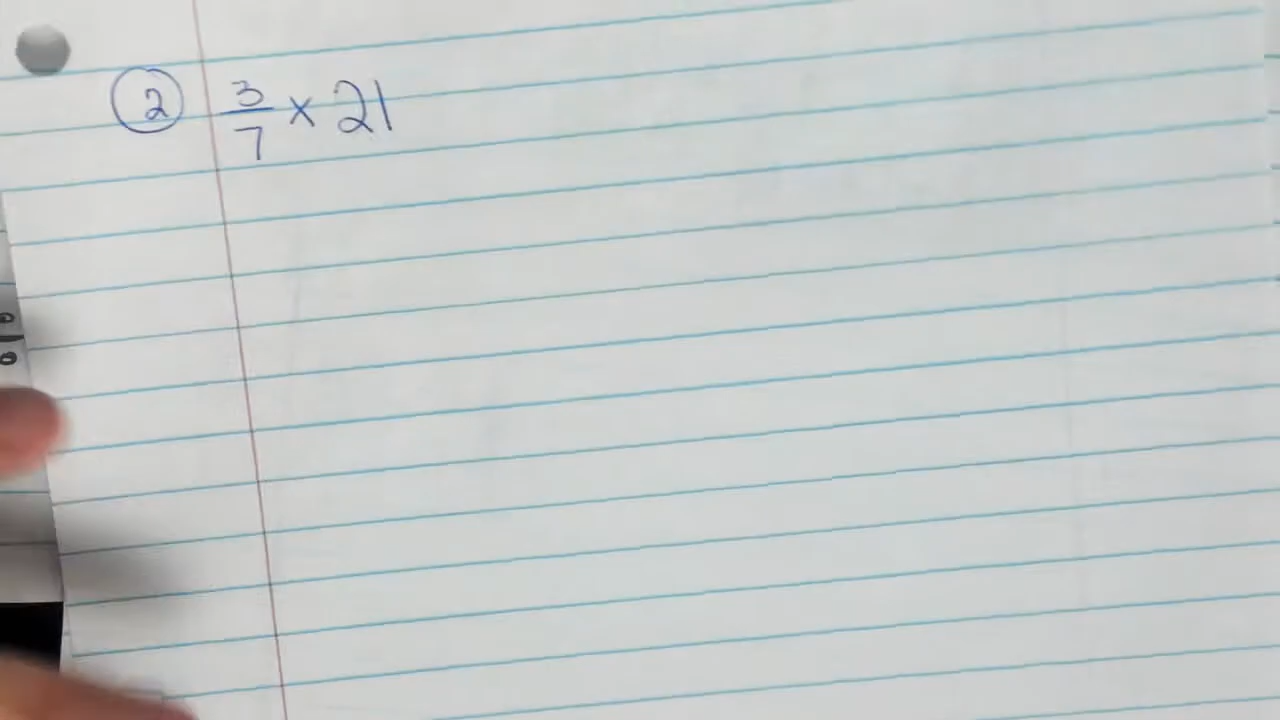 ② 3/7 × 21